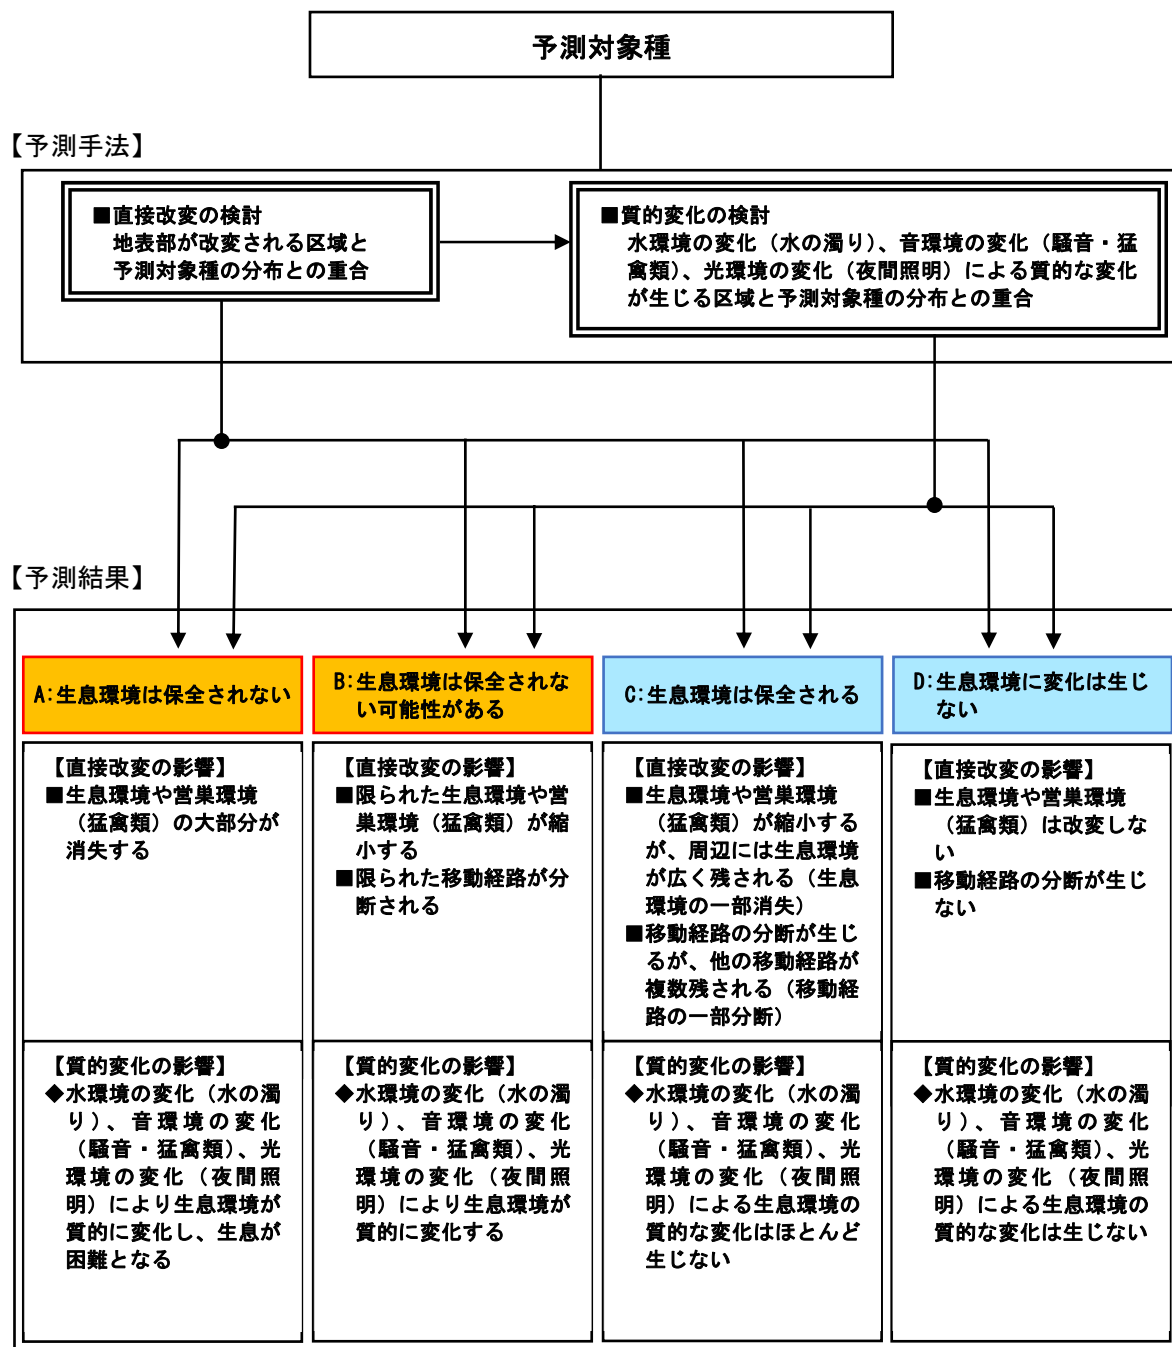 予測対象種
【予測手法】
■直接改変の検討
地表部が改変される区域と
予測対象種の分布との重合
■質的変化の検討
水環境の変化（水の濁り）、音環境の変化（騒音・猛
禽類）、光環境の変化（夜間照明）による質的な変化
が生じる区域と予測対象種の分布との重合
【予測結果】
A:生息環境は保全されない
B:生息環境は保全されな
い可能性がある
C:生息環境は保全される
D:生息環境に変化は生じ
ない
【直接改変の影響】
■生息環境や営巣環境
（猛禽類）の大部分が
消失する
【直接改変の影響】
■限られた生息環境や営
巣環境（猛禽類）が縮
小する
■限られた移動経路が分
断される
【直接改変の影響】
■生息環境や営巣環境
（猛禽類）が縮小する
が、周辺には生息環境
が広く残される（生息
環境の一部消失）
■移動経路の分断が生じ
るが、他の移動経路が
複数残される（移動経
路の一部分断）
【直接改変の影響】
■生息環境や営巣環境
（猛禽類）は改変しな
い
■移動経路の分断が生じ
ない
【質的変化の影響】
◆水環境の変化（水の濁
り）、音環境の変化
（騒音・猛禽類）、光
環境の変化（夜間照
明）により生息環境が
質的に変化し、生息が
困難となる
【質的変化の影響】
◆水環境の変化（水の濁
り）、音環境の変化
（騒音・猛禽類）、光
環境の変化（夜間照
明）により生息環境が
質的に変化する
【質的変化の影響】
◆水環境の変化（水の濁
り）、音環境の変化
（騒音・猛禽類）、光
環境の変化（夜間照
明）による生息環境の
質的な変化はほとんど
生じない
【質的変化の影響】
◆水環境の変化（水の濁
り）、音環境の変化
（騒音・猛禽類）、光
環境の変化（夜間照
明）による生息環境の
質的な変化は生じない